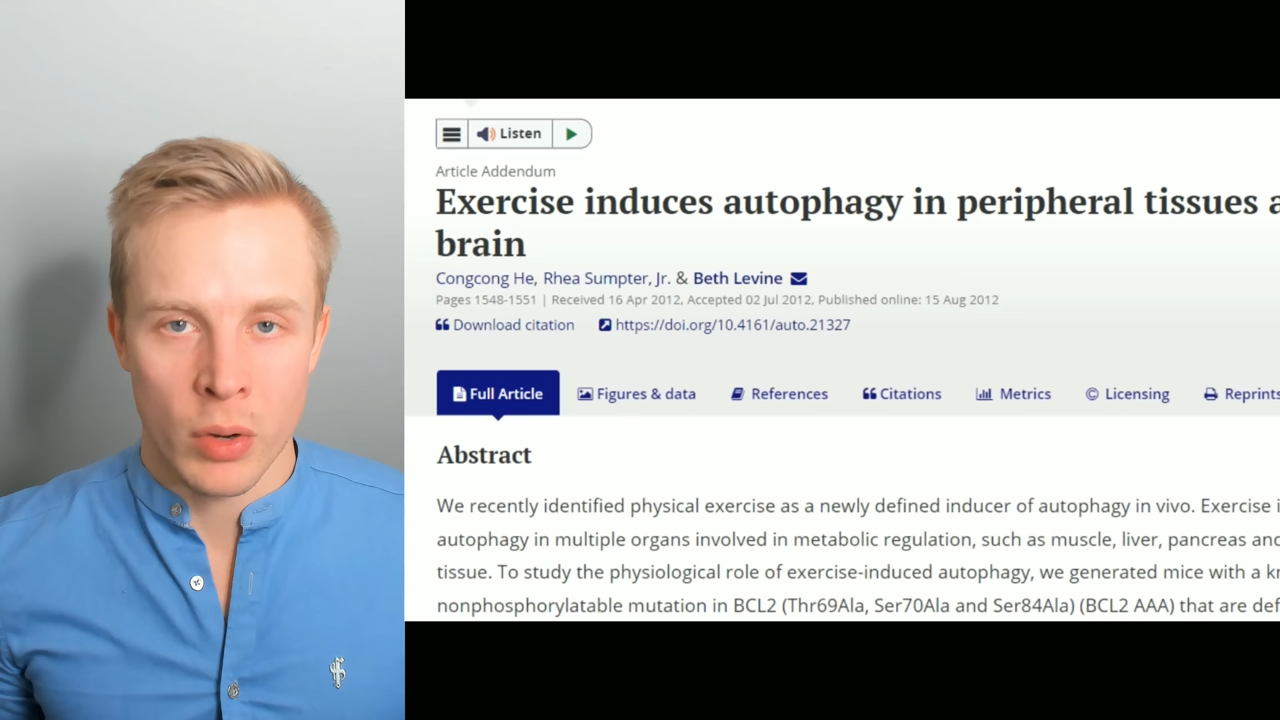 Listen
Article Addendum
Exercise induces autophagy in peripheral tissues
brain
Congcong He, Rhea Sumpter, Jr. & Beth Levine
Pages 1548-1551 | Received 16 Apr 2012, Accepted 02 Jul 2012, Published online: 15 Aug 2012
Download citation https://doi.org/10.4161/auto.21327
Full Article Figures & data References Citations Metrics Licensing Reprints
Abstract
We recently identified physical exercise as a newly defined inducer of autophagy in vivo. Exercise
autophagy in multiple organs involved in metabolic regulation, such as muscle, liver, pancreas and
tissue. To study the physiological role of exercise-induced autophagy, we generated mice with a
nonphosphorylatable mutation in BCL2 (Thr69Ala, Ser70Ala and Ser84Ala) (BCL2 AAA) that are